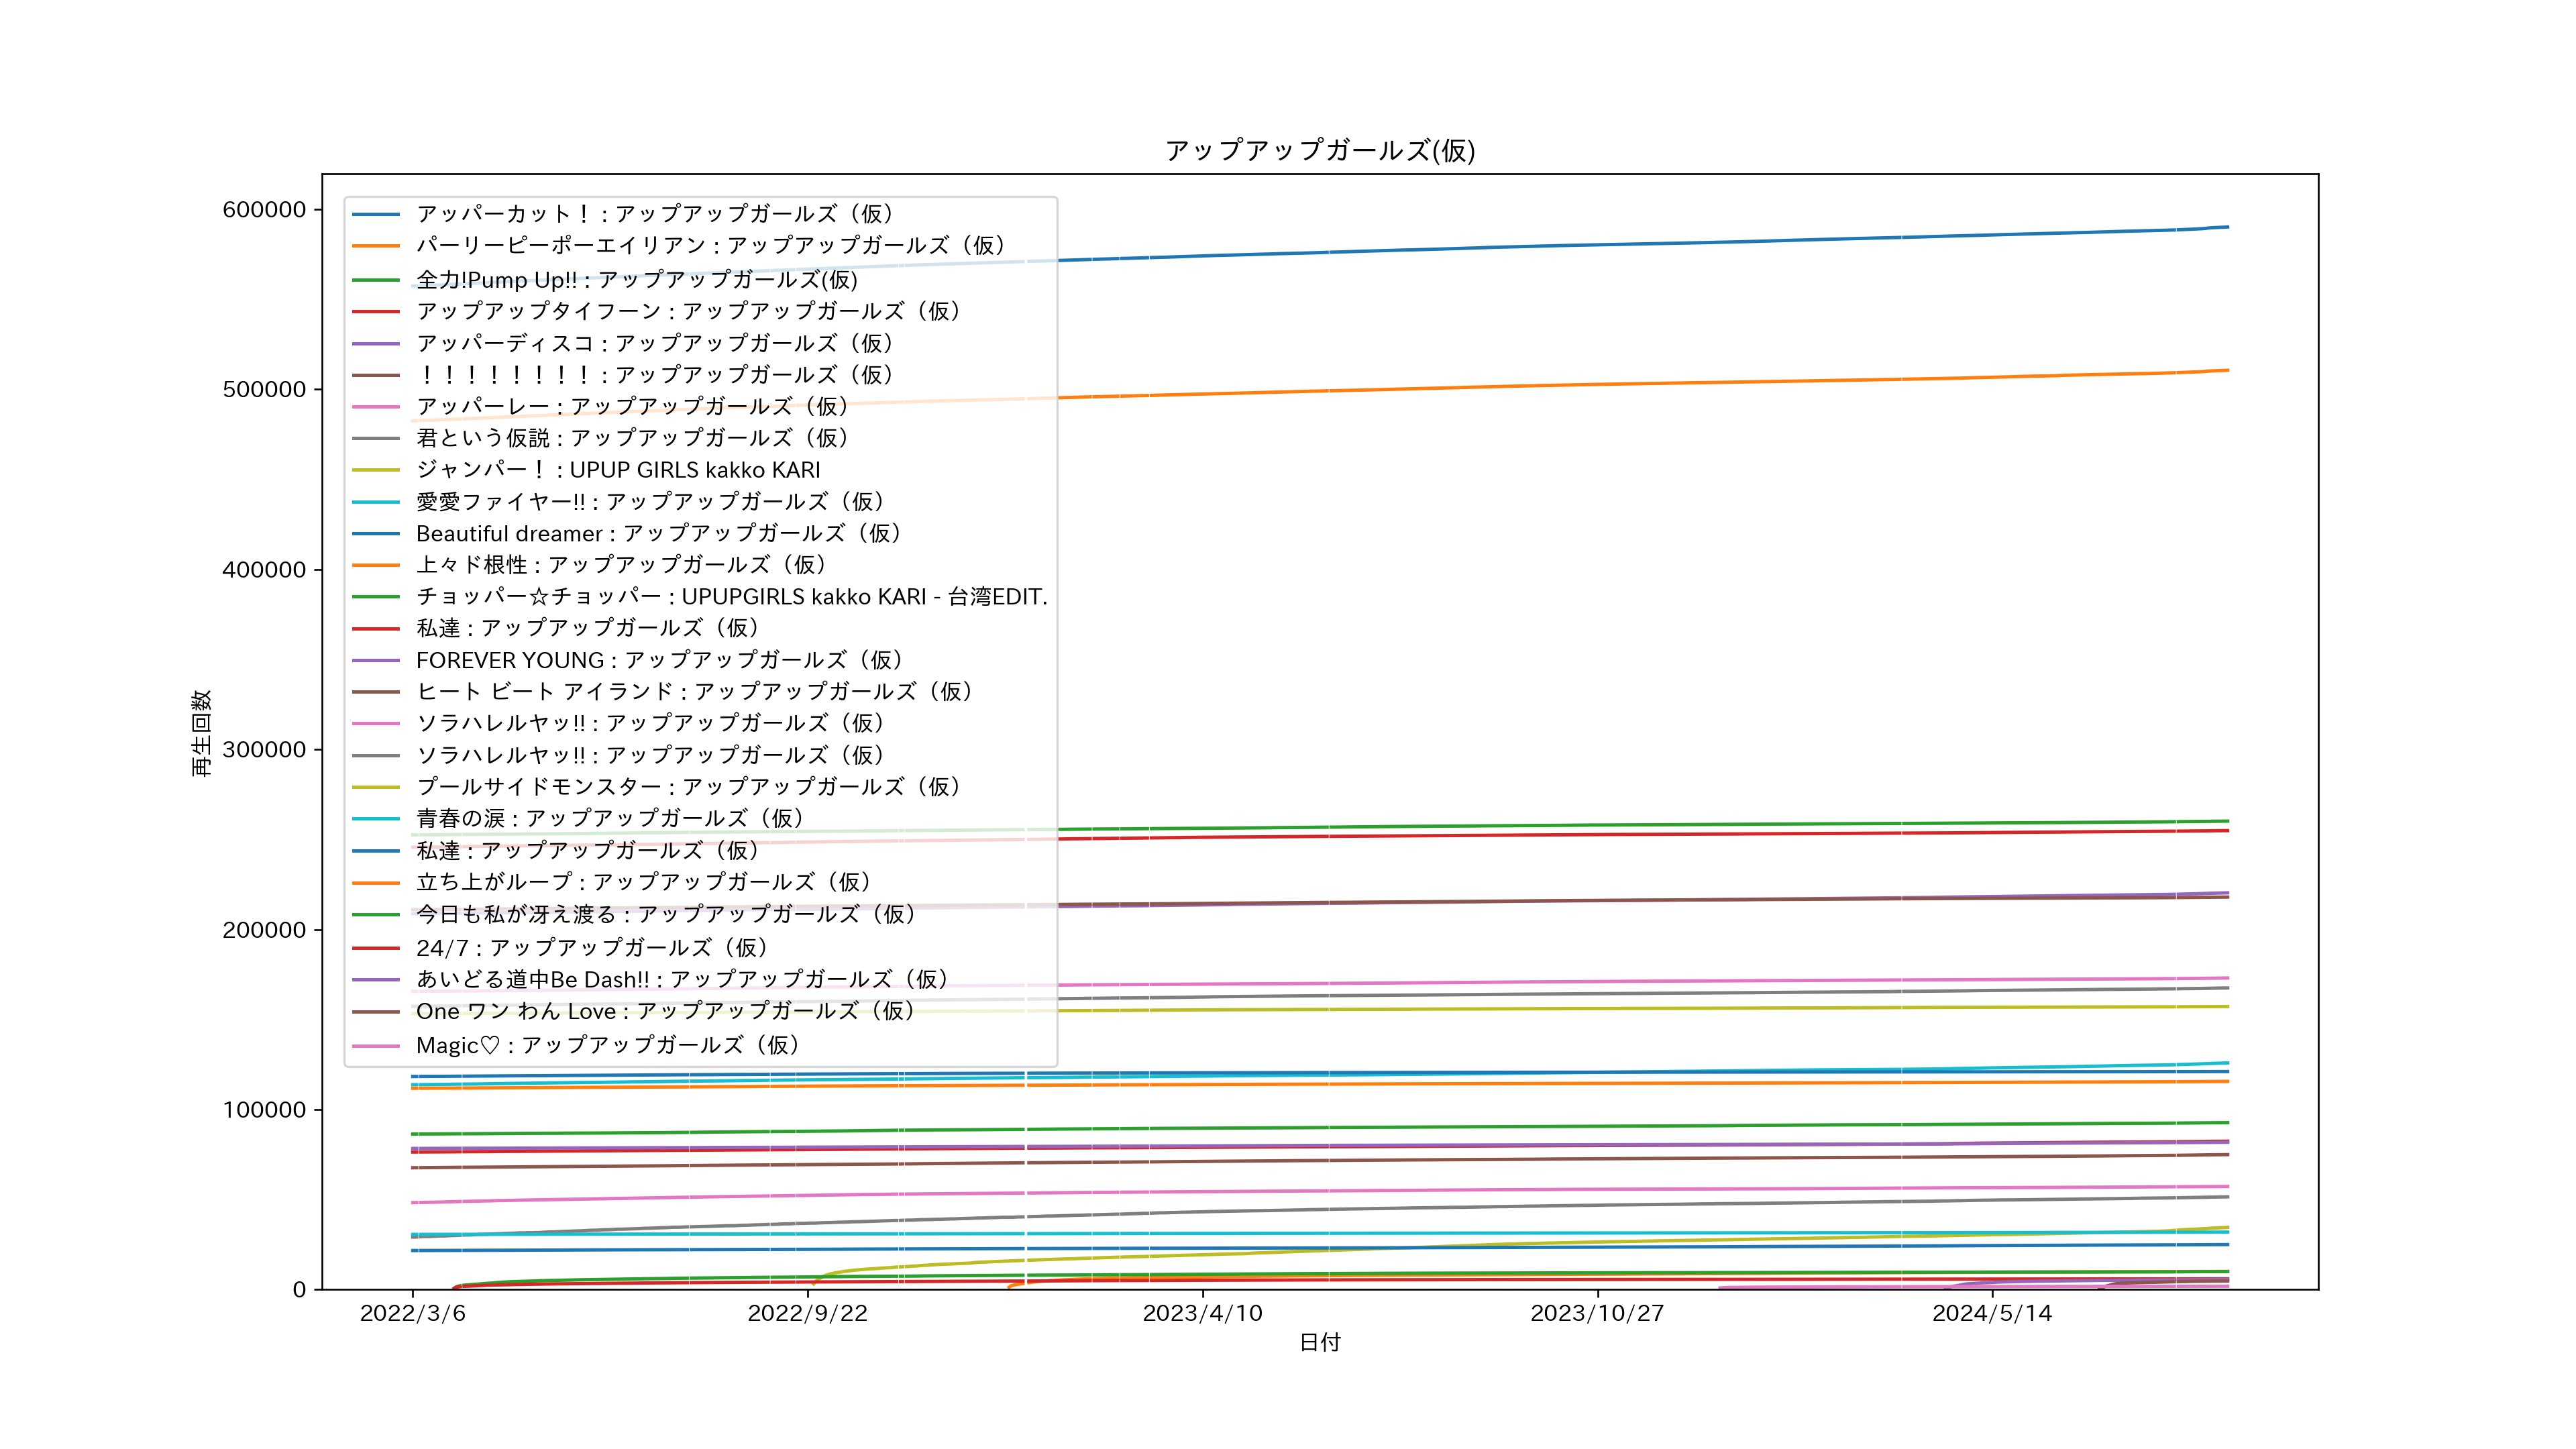 アップアップガールズ(仮)
600000
500000
400000
300000
200000
100000
0
再生回数
アッパーカット！ : アップアップガールズ（仮）
パーリーピーポーエイリアン : アップアップガールズ（仮）
全力!Pump Up!! : アップアップガールズ(仮)
アップアップタイフーン : アップアップガールズ（仮）
アッパーディスコ : アップアップガールズ（仮）
！！！！！！！！ : アップアップガールズ（仮）
アッパーレー : アップアップガールズ（仮）
君という仮説 : アップアップガールズ（仮）
ジャンパー！ : UPUP GIRLS kakko KARI
愛愛ファイヤー!! : アップアップガールズ（仮）
Beautiful dreamer : アップアップガールズ（仮）
上々ド根性 : アップアップガールズ（仮）
チョッパー☆チョッパー : UPUPGIRLS kakko KARI - 台湾EDIT.
私達 : アップアップガールズ（仮）
FOREVER YOUNG : アップアップガールズ（仮）
ヒート ビート アイランド : アップアップガールズ（仮）
ソラハレルヤッ!! : アップアップガールズ（仮）
ソラハレルヤッ!! : アップアップガールズ（仮）
プールサイドモンスター : アップアップガールズ（仮）
青春の涙 : アップアップガールズ（仮）
私達 : アップアップガールズ（仮）
立ち上がループ : アップアップガールズ（仮）
今日も私が冴え渡る : アップアップガールズ（仮）
24/7 : アップアップガールズ（仮）
あいどる道中Be Dash!! : アップアップガールズ（仮）
One ワン わん Love : アップアップガールズ（仮）
Magic♡ : アップアップガールズ（仮）
2022/3/6 2022/9/22 2023/4/10 2023/10/27 2024/5/14
日付